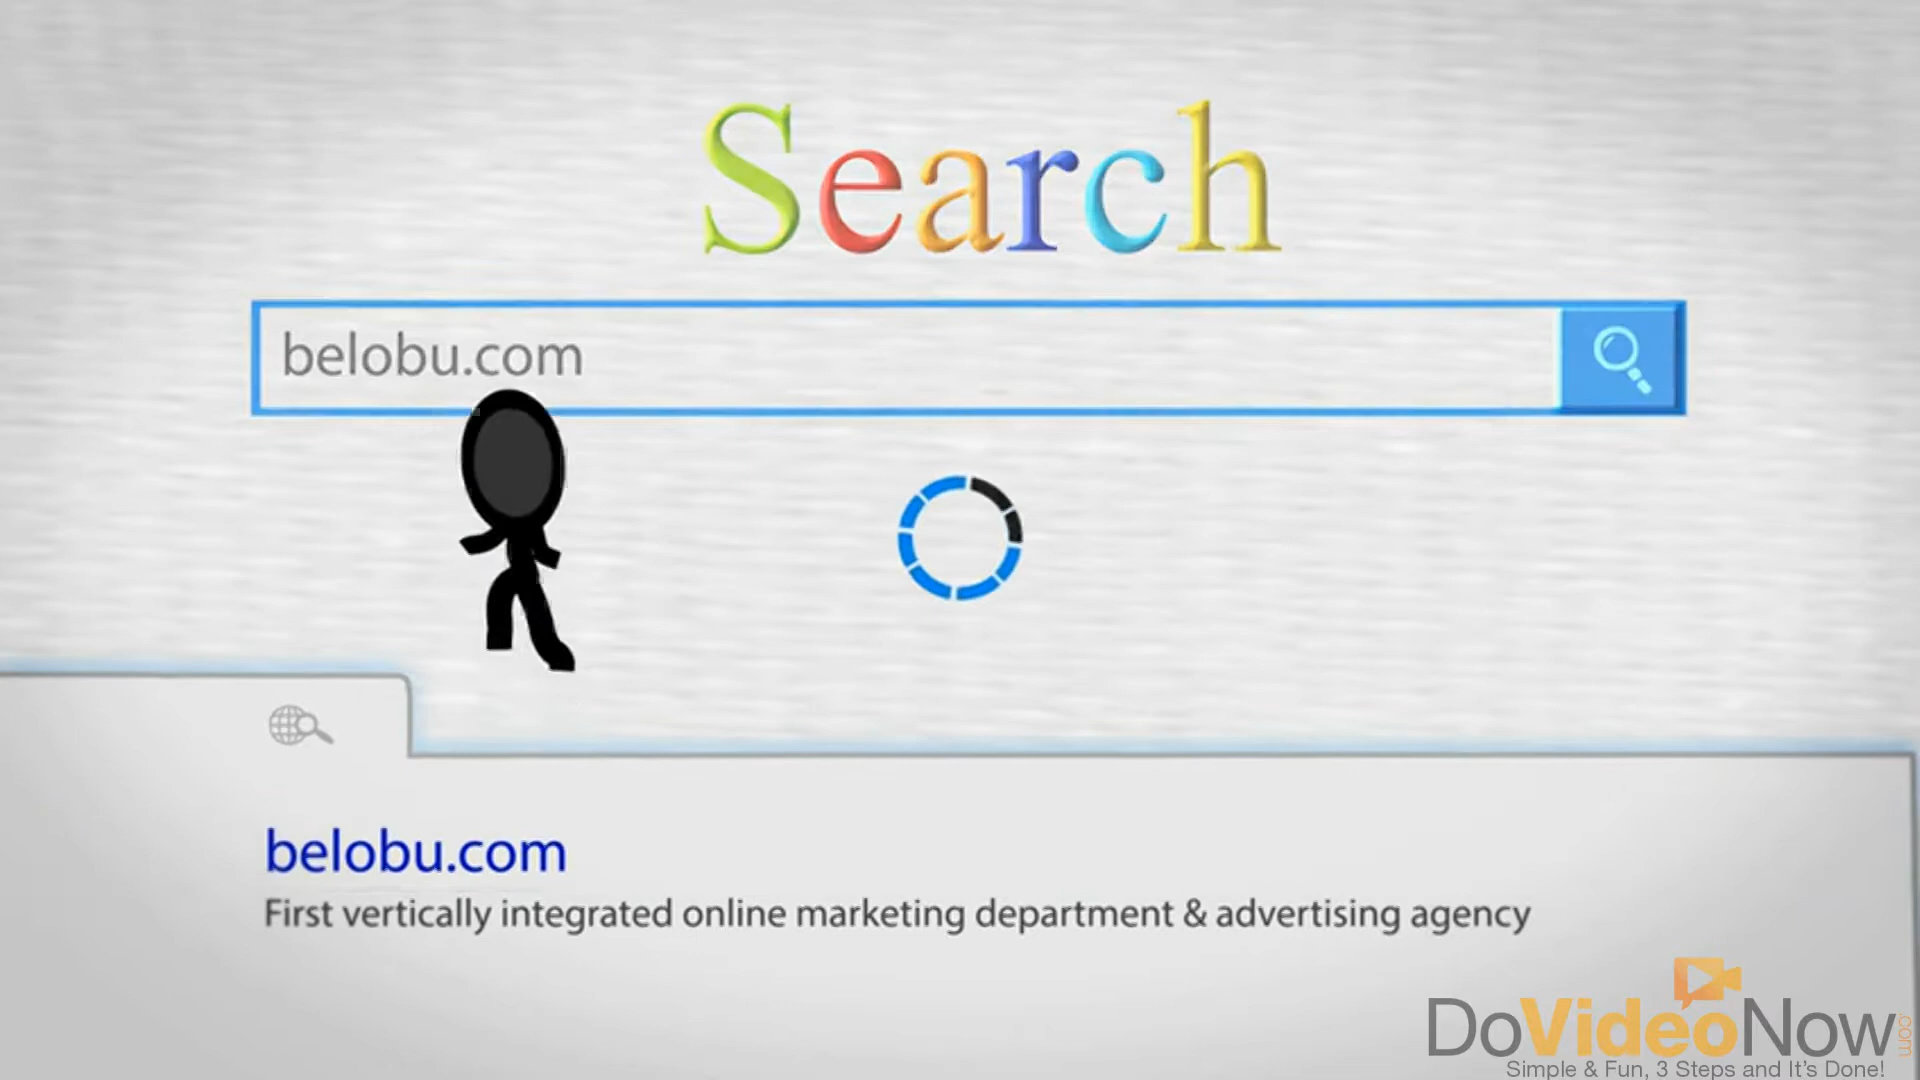 Search
belobu.com
belobu.com
First vertically integrated online marketing department & advertising agency
DoVideoNow.com
Simple & Fun, 3 Steps and It's Done!